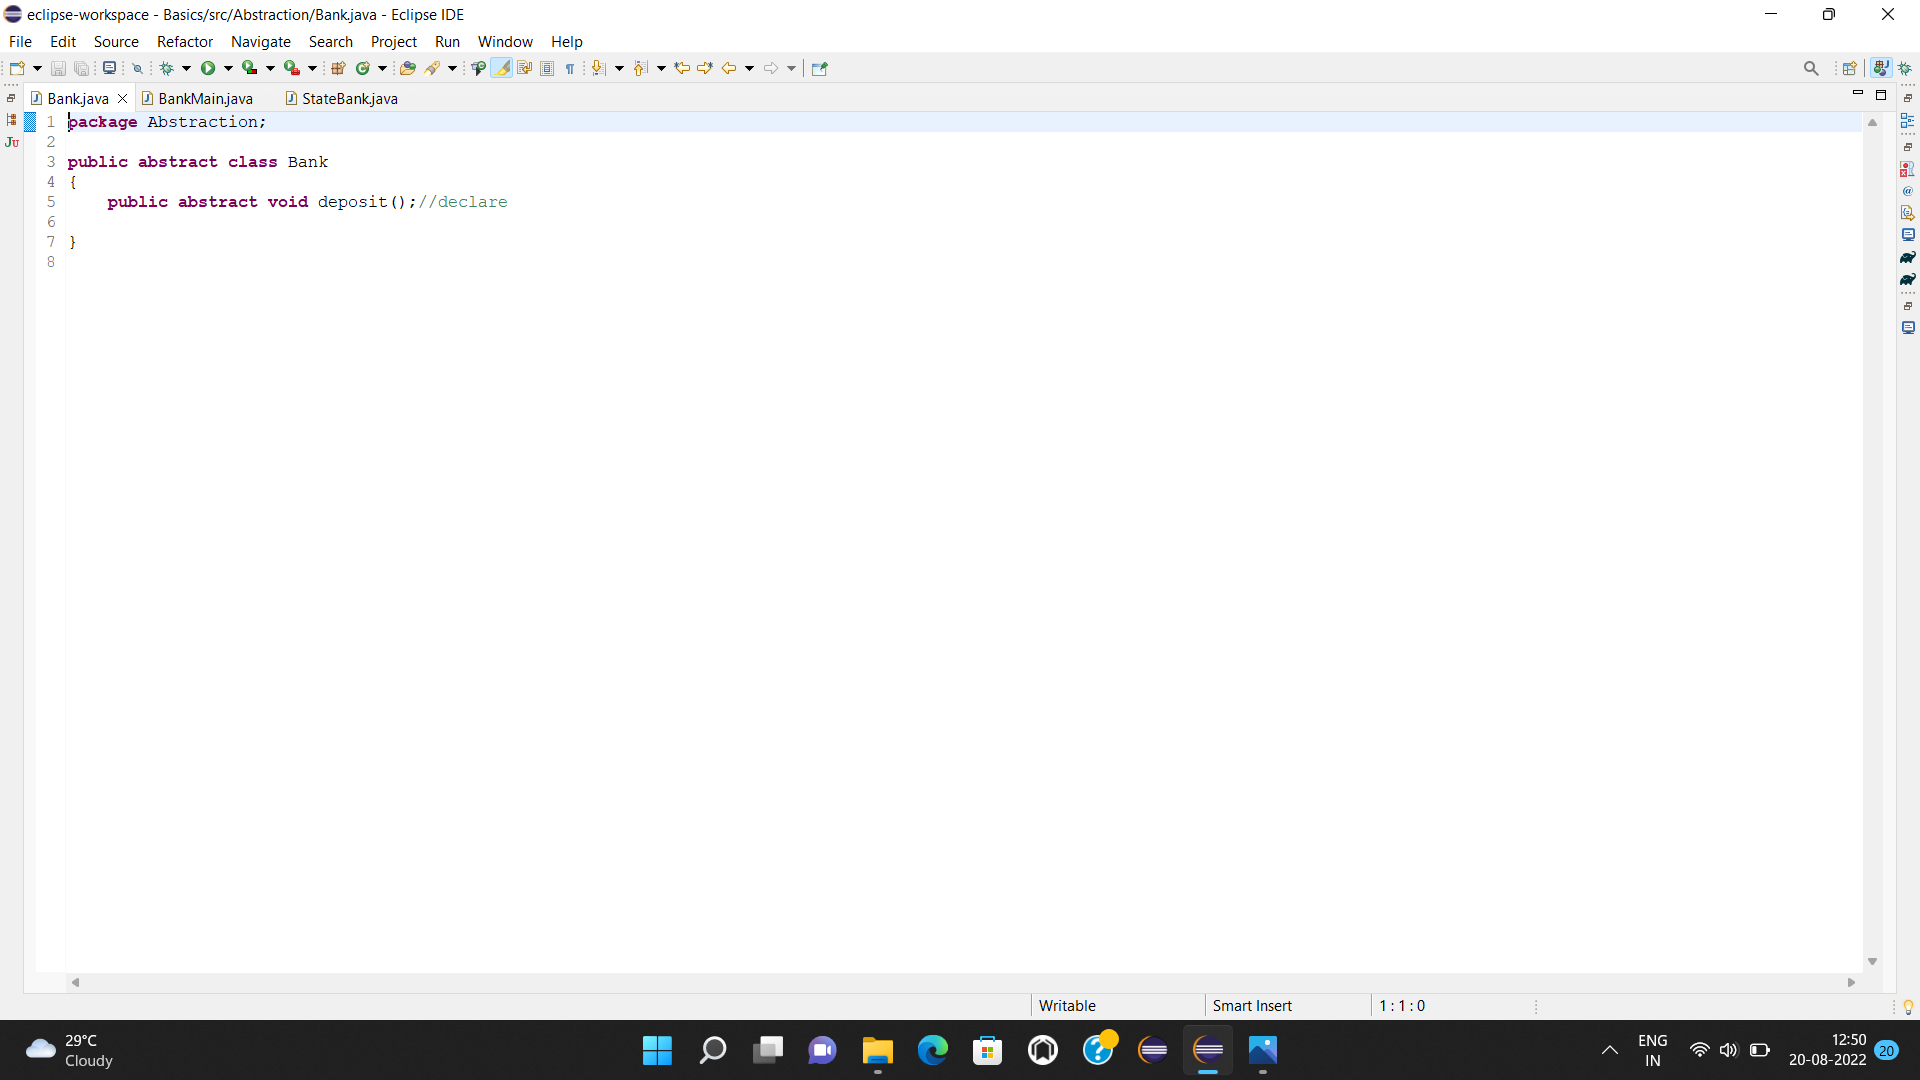 eclipse-workspace - Basics/src/Abstraction/Bank.java - Eclipse IDE
File Edit Source Refactor Navigate Search Project Run Window Help
Bank.java BankMain.java StateBank.java
1 package Abstraction;
2
3 public abstract class Bank
4 {
5 public abstract void deposit();//declare
6
7 }
8
Writable Smart Insert 1 : 1 : 0
29°C
Cloudy
ENG
IN
12:50
20-08-2022
20